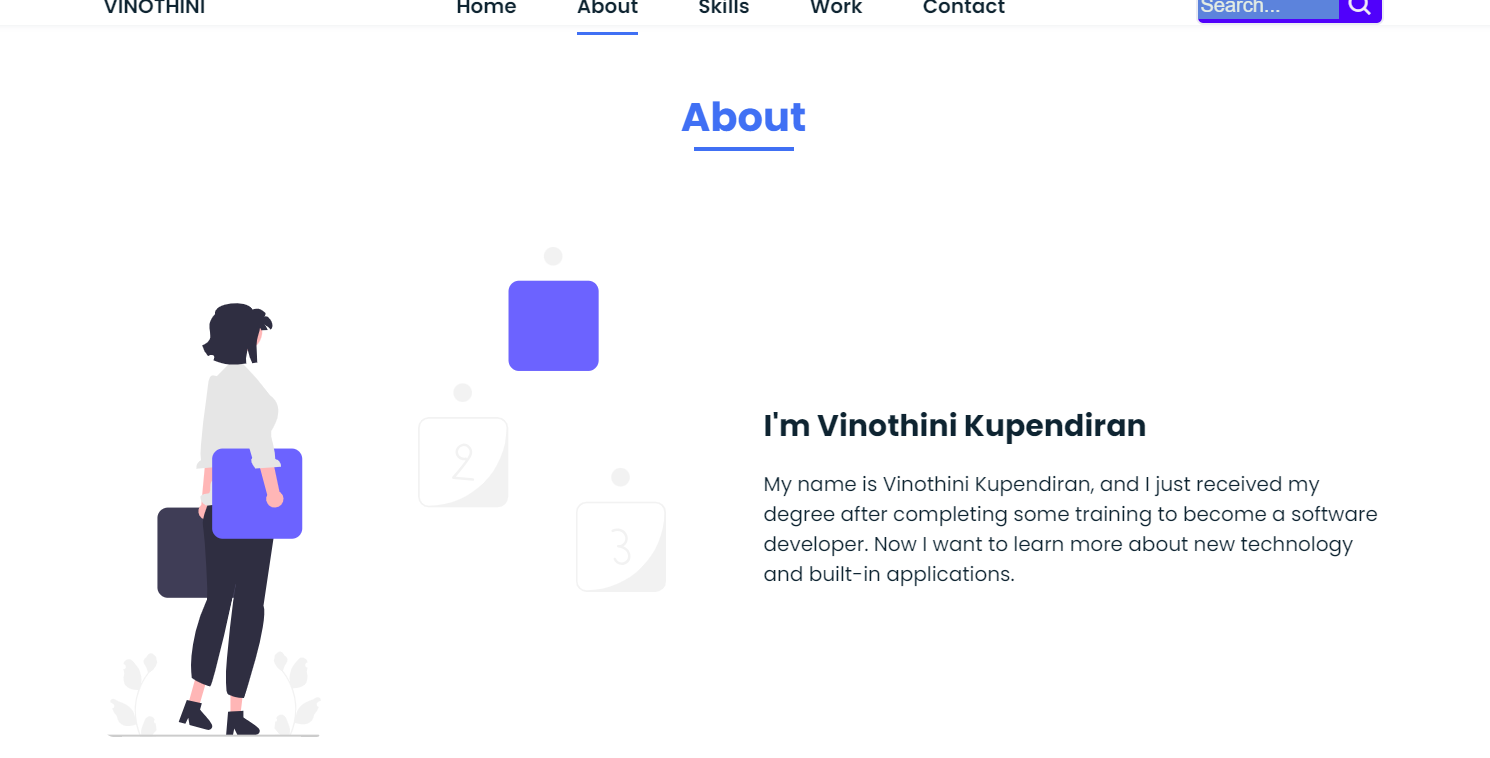 VINOTHINI Home About Skills Work Contact Search...
About
2
3
I'm Vinothini Kupendiran
My name is Vinothini Kupendiran, and I just received my
degree after completing some training to become a software
developer. Now I want to learn more about new technology
and built-in applications.